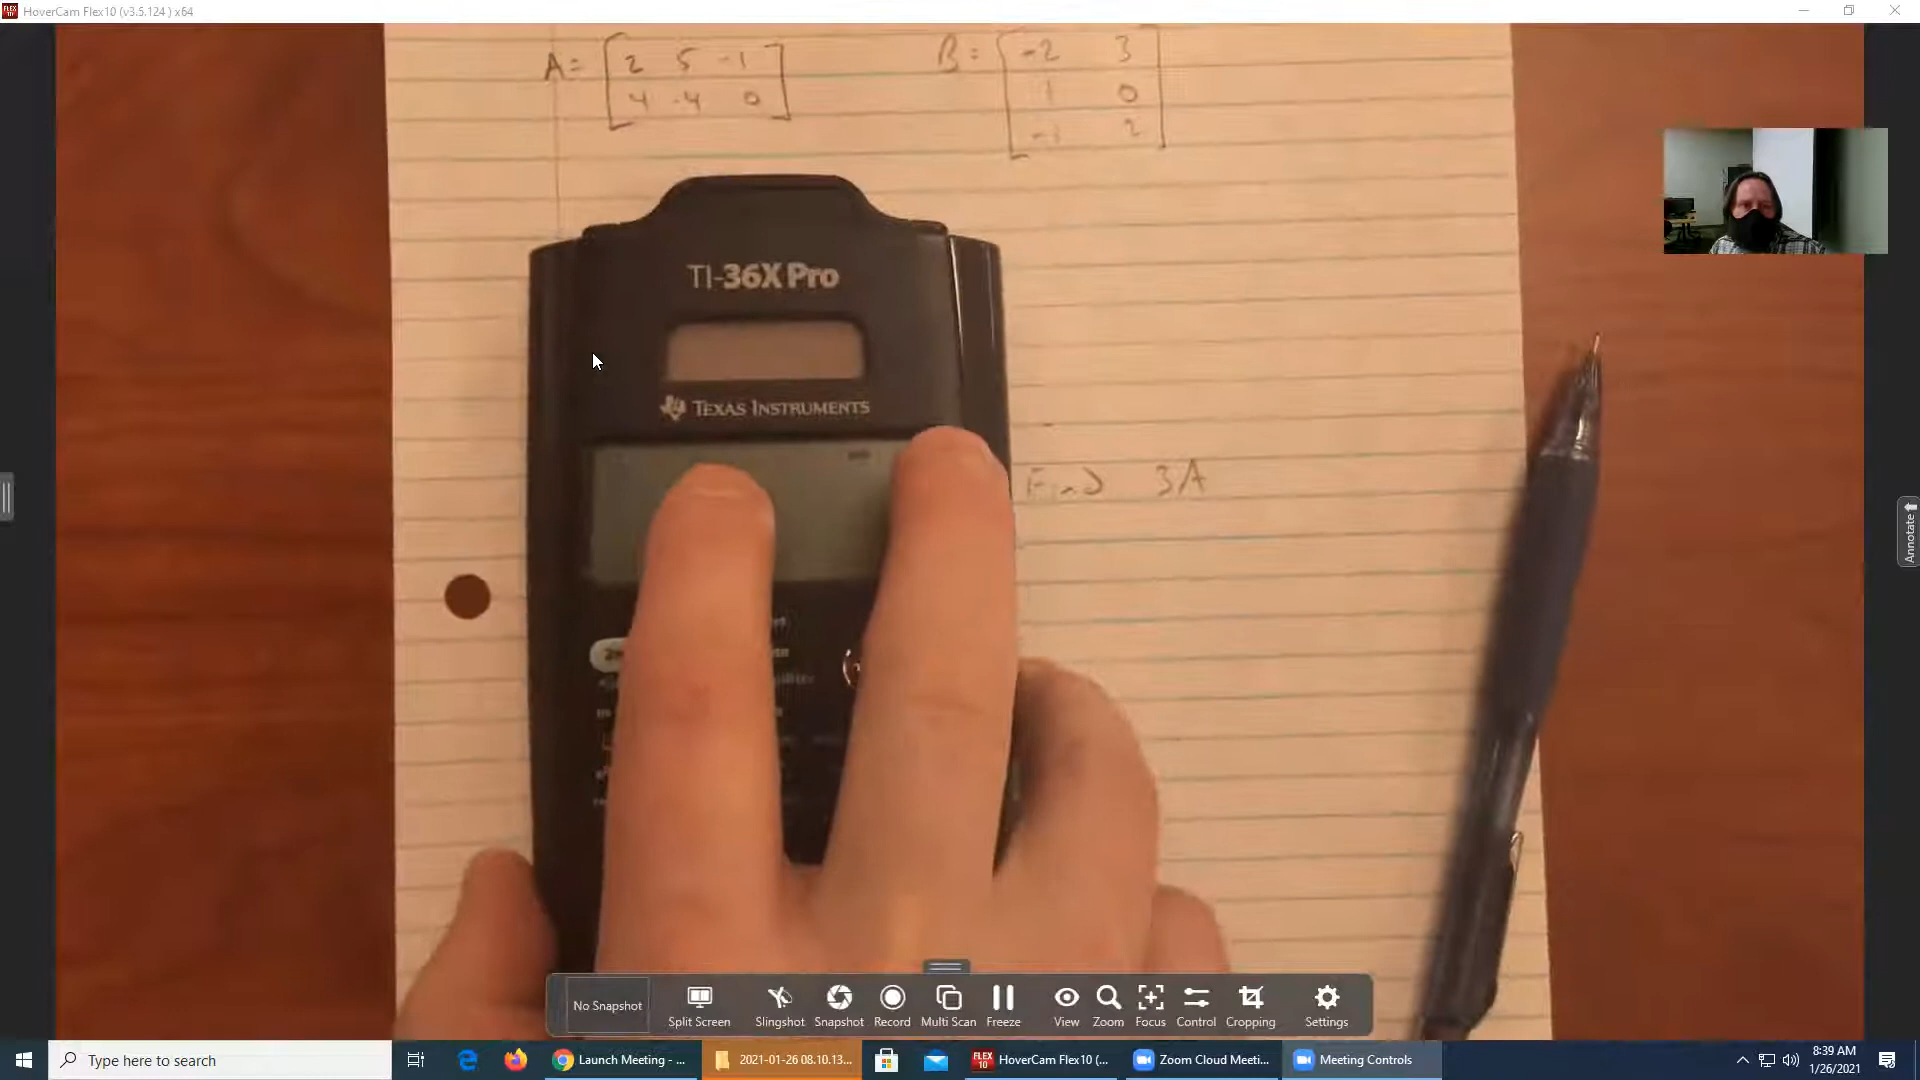 HoverCam Flex10 (v3.5.124 ) x64
A = [ 2 5 -1
4 -4 0 ]
B = [ -2 3
1 0
-1 2 ]
TI-36X Pro
TEXAS INSTRUMENTS
Find 3A
Annotate
No Snapshot
Split Screen
Slingshot
Snapshot
Record
Multi Scan
Freeze
View
Zoom
Focus
Control
Cropping
Settings
Type here to search
Launch Meeting - ...
2021-01-26 08.10.13...
FLEX 10
HoverCam Flex10 (...
Zoom Cloud Meeti...
Meeting Controls
8:39 AM
1/26/2021